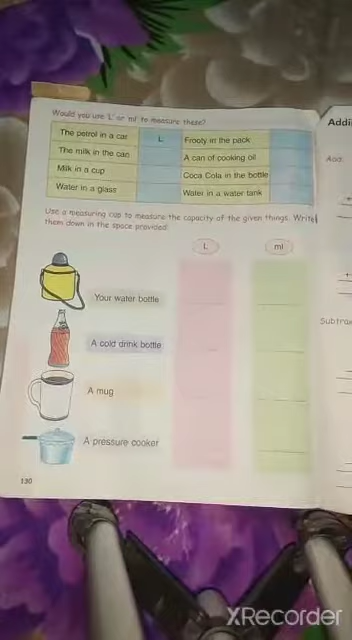 Would you use 'L' or 'ml' to measure these?
The petrol in a car L Frooty in the pack
The milk in the can A can of cooking oil
Milk in a cup Coca Cola in the bottle
Water in a glass Water in a water tank
Use a measuring cup to measure the capacity of the given things. Write
them down in the space provided
L ml
Your water bottle
A cold drink bottle
A mug
A pressure cooker
130
Addi
Add
Subtrac
XRecorder